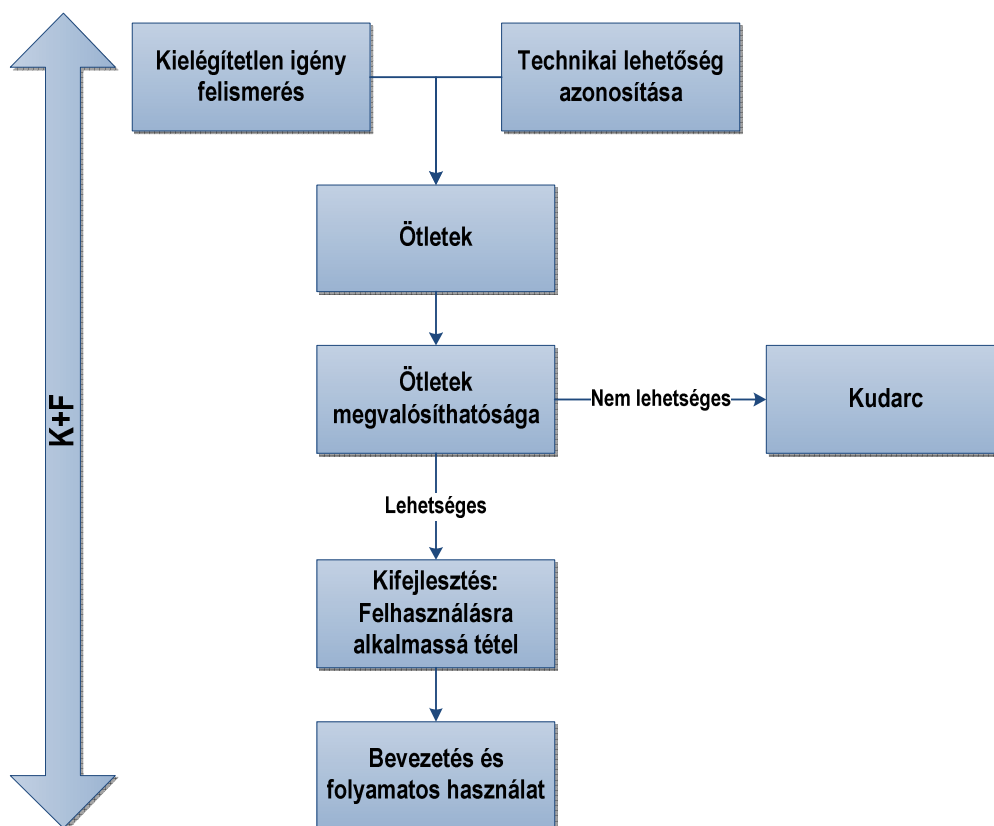 Kielégítetlen igény
felismerés
Technikai lehetőség
azonosítása
Ötletek
Ötletek
megvalósíthatósága
Nem lehetséges
Kudarc
K+F
Lehetséges
Kifejlesztés:
Felhasználásra
alkalmassá tétel
Bevezetés és
folyamatos használat